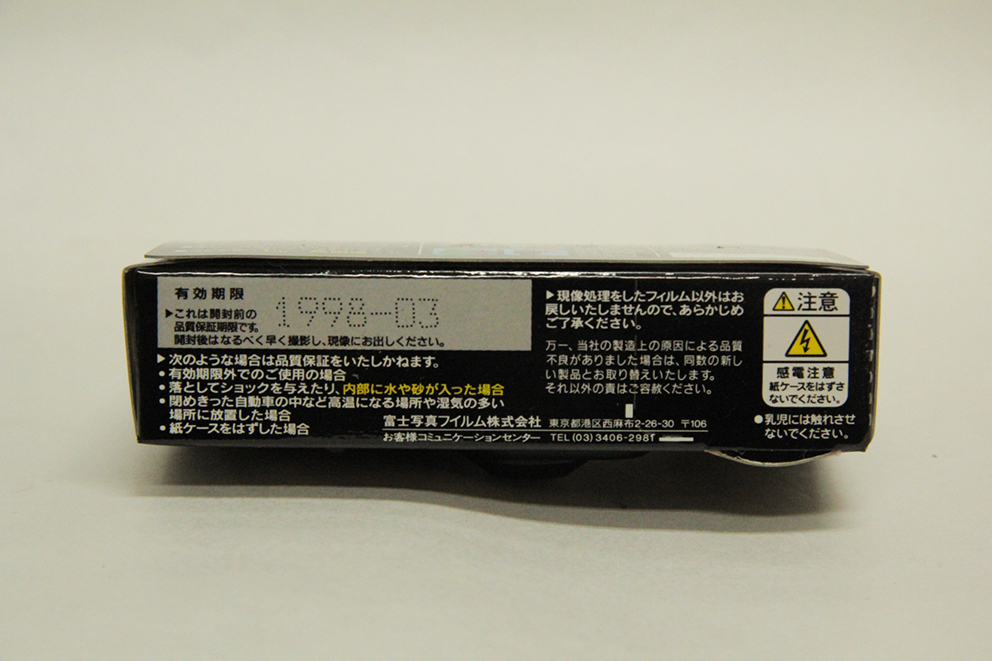 有効期限
1998-03
▶これは開封前の
品質保証期限です。
開封後はなるべく早く撮影し、現像にお出しください。
▶次のような場合は品質保証をいたしかねます。
●有効期限外でのご使用の場合
●落としてショックを与えたり、内部に水や砂が入った場合
●閉めきった自動車の中など高温になる場所や湿気の多い
場所に放置した場合
●紙ケースをはずした場合
富士写真フイルム株式会社 東京都港区西麻布2-26-30 〒106
お客様コミュニケーションセンター TEL (03) 3406-2981
▶現像処理をしたフィルム以外はお
戻しいたしませんので、あらかじめ
ご了承ください。
万一、当社の製造上の原因による品質
不良がありました場合は、同数の新し
い製品とお取り替えいたします。
それ以外の責はご容赦ください。
注意
感電注意
紙ケースをはずさ
ないでください。
●乳児には触れさせ
ないでください。